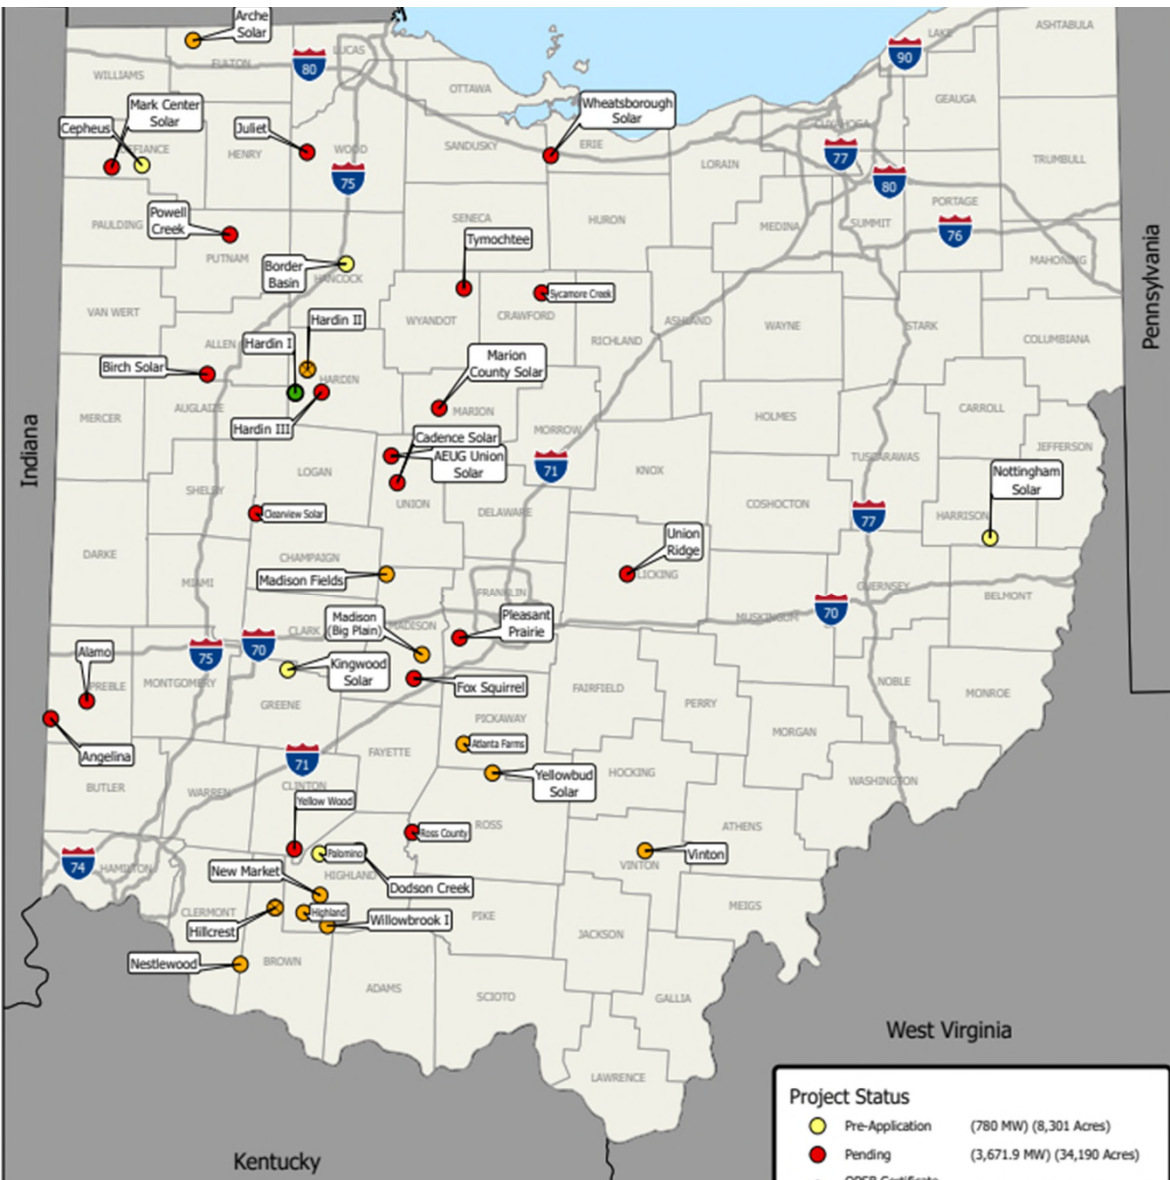 Arche
Solar
LAKE
ASHTABULA
90
LUCAS
FULTON
80
WILLIAMS
OTTAWA
GEAUGA
Mark Center
Solar
Wheatsborough
Solar
Cepheus
Juliet
CUYAHOGA
EFIANCE
HENRY
WOOD
SANDUSKY
ERIE
77
LORAIN
TRUMBULL
75
80
PORTAGE
Powell
Creek
PAULDING
SENECA
HURON
MEDINA
SUMMIT
76
Pennsylvania
Tymochtee
PUTNAM
Border
Basin
HANCOCK
MAHONING
Sycamore Creek
VAN WERT
Hardin II
WYANDOT
CRAWFORD
ASHLAND
WAYNE
STARK
ALLEN
Hardin I
RICHLAND
COLUMBIANA
Birch Solar
Marion
County Solar
HARDIN
Indiana
MERCER
AUGLAIZE
MARION
HOLMES
CARROLL
Hardin III
MORROW
Cadence Solar
AEUG Union
Solar
JEFFERSON
LOGAN
71
KNOX
TUSCARAWAS
Nottingham
Solar
SHELBY
UNION
COSHOCTON
Clearview Solar
DELAWARE
77
HARRISON
DARKE
CHAMPAIGN
Union
Ridge
Madison Fields
LICKING
MIAMI
FRANKLIN
GUERNSEY
BELMONT
Madison
(Big Plain)
MADISON
Pleasant
Prairie
MUSKINGUM
70
CLARK
Alamo
75
70
Kingwood
Solar
PREBLE
MONTGOMERY
Fox Squirrel
FAIRFIELD
NOBLE
MONROE
GREENE
PERRY
PICKAWAY
Angelina
Atlanta Farms
MORGAN
71
FAYETTE
Yellowbud
Solar
HOCKING
WASHINGTON
BUTLER
WARREN
CLINTON
Yellow Wood
Ross County
ROSS
ATHENS
74
HAMILTON
Palomino
Vinton
VINTON
New Market
HIGHLAND
Dodson Creek
CLERMONT
Highland
Willowbrook I
PIKE
MEIGS
Hillcrest
JACKSON
Nestlewood
BROWN
ADAMS
SCIOTO
GALLIA
West Virginia
LAWRENCE
Project Status
Pre-Application (780 MW) (8,301 Acres)
Pending (3,671.9 MW) (34,190 Acres)
Kentucky